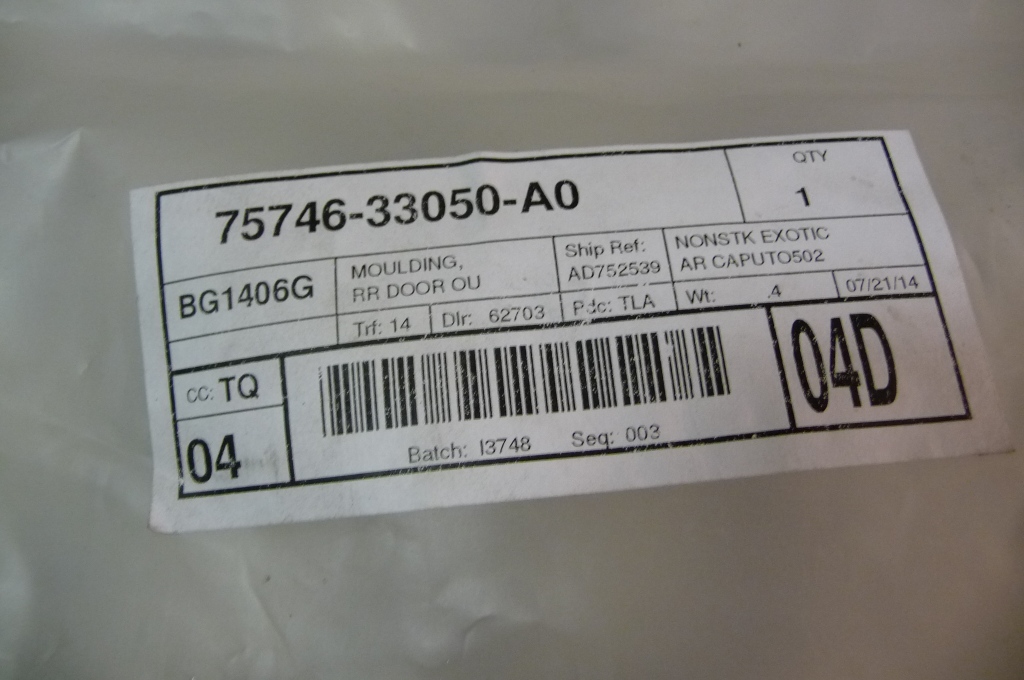 75746-33050-A0
QTY
1
BG1406G
MOULDING,
RR DOOR OU
Ship Ref:
AD752539
NONSTK EXOTIC
AR CAPUTO502
Trf: 14
Dlr: 62703
Pdc: TLA
Wt: .4
07/21/14
CC: TQ
04
Batch: I3748
Seq: 003
04D